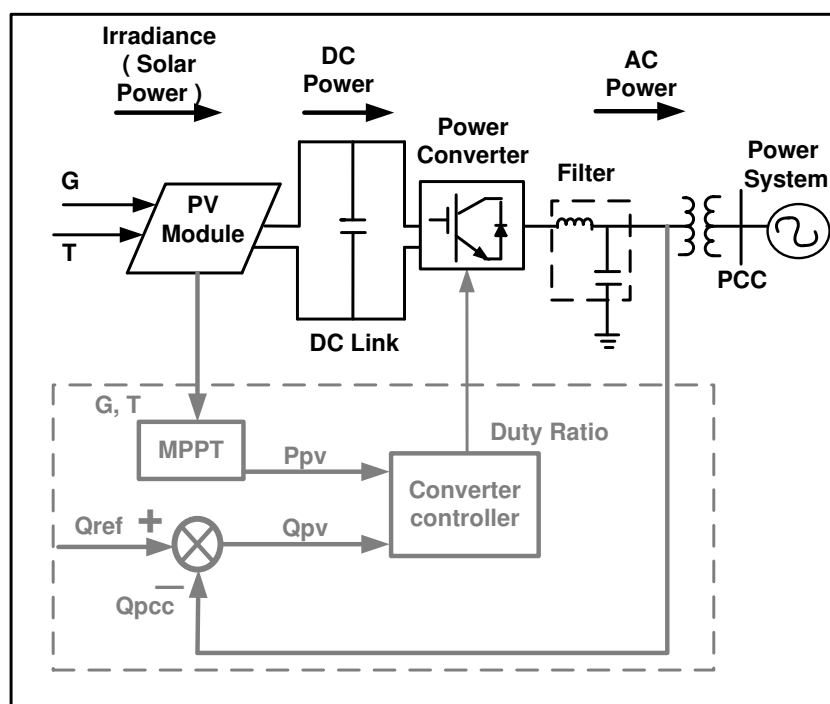 Irradiance
( Solar
Power )
DC
Power
AC
Power
Power
Converter
Filter
Power
System
G
T
PV
Module
PCC
DC Link
G, T
MPPT
Ppv
Duty Ratio
Converter
controller
Qref
+
Qpv
Qpcc
—